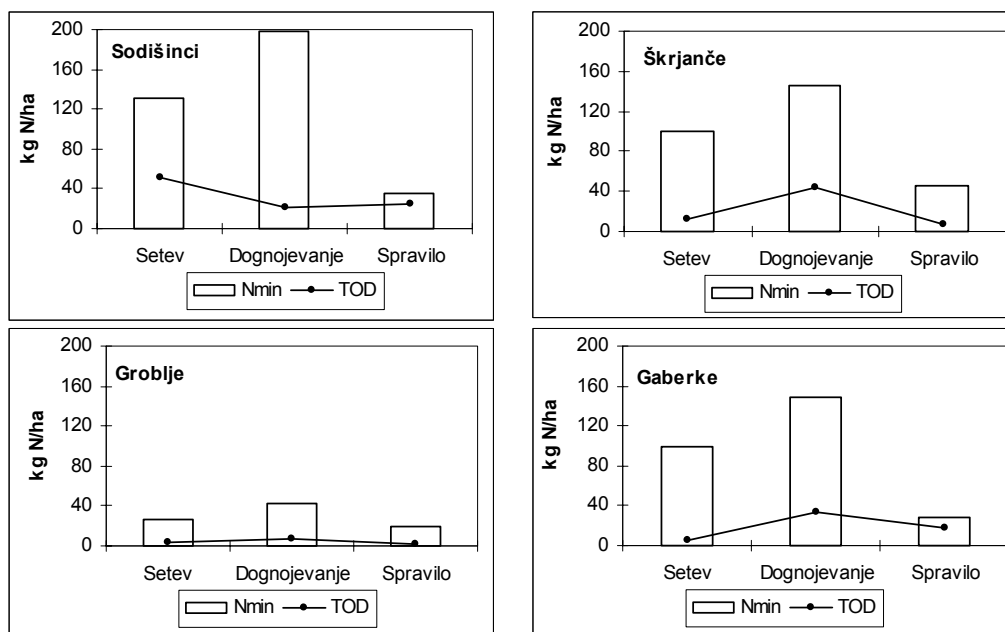 Sodišinci
kg N/ha
200
160
120
80
40
0
Setev Dognojevanje Spravilo
Nmin TOD
Škrjanče
kg N/ha
200
160
120
80
40
0
Setev Dognojevanje Spravilo
Nmin TOD
Groblje
kg N/ha
200
160
120
80
40
0
Setev Dognojevanje Spravilo
Nmin TOD
Gaberke
kg N/ha
200
160
120
80
40
0
Setev Dognojevanje Spravilo
Nmin TOD